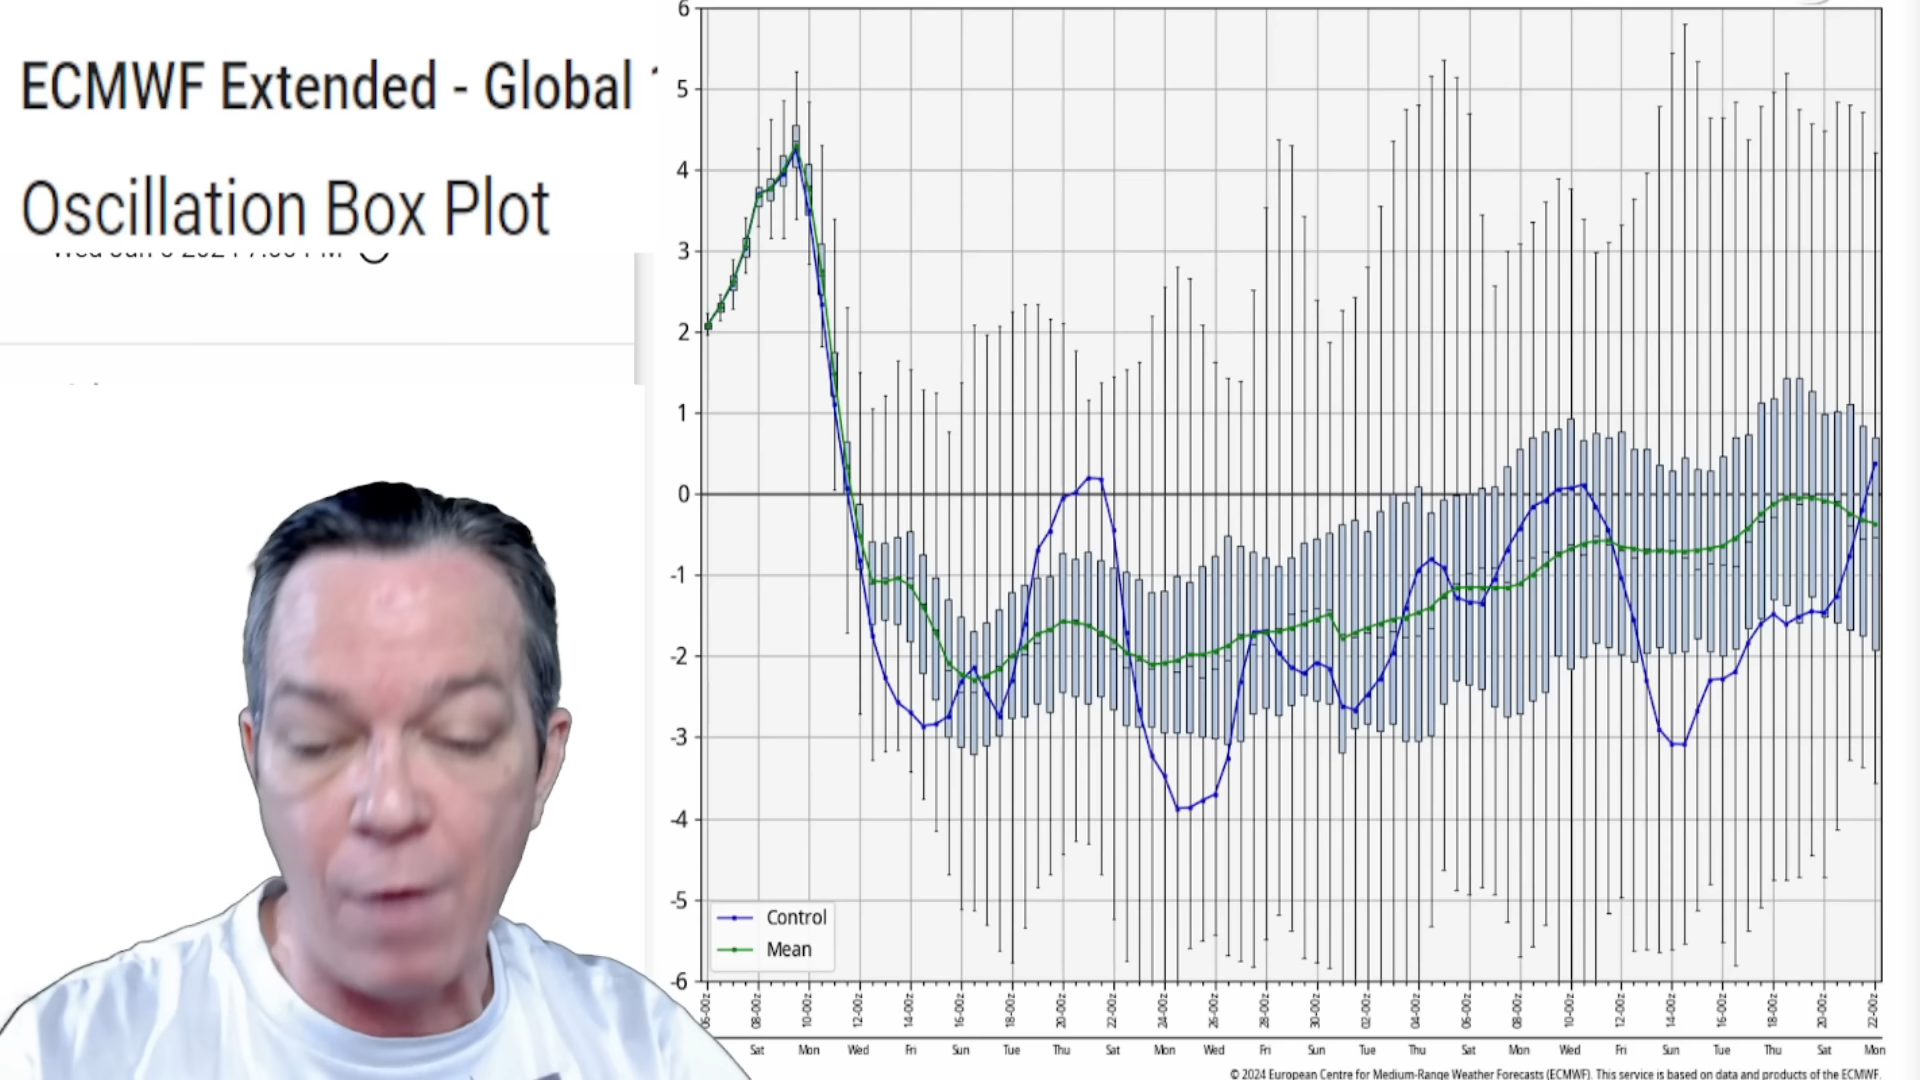 ECMWF Extended - Global
Oscillation Box Plot
6
5
4
3
2
1
0
-1
-2
-3
-4
-5
-6
Control
Mean
08-00z 10-00z 12-00z 14-00z 16-00z 18-00z 20-00z 22-00z 24-00z 26-00z 28-00z 30-00z 02-00z 04-00z 06-00z 08-00z 10-00z 12-00z 14-00z 16-00z 18-00z 20-00z 22-00z
Sat Mon Wed Fri Sun Tue Thu Sat Mon Wed Fri Sun Tue Thu Sat Mon Wed Fri Sun Tue Thu Sat Mon
© 2024 European Centre for Medium-Range Weather Forecasts (ECMWF). This service is based on data and products of the ECMWF.